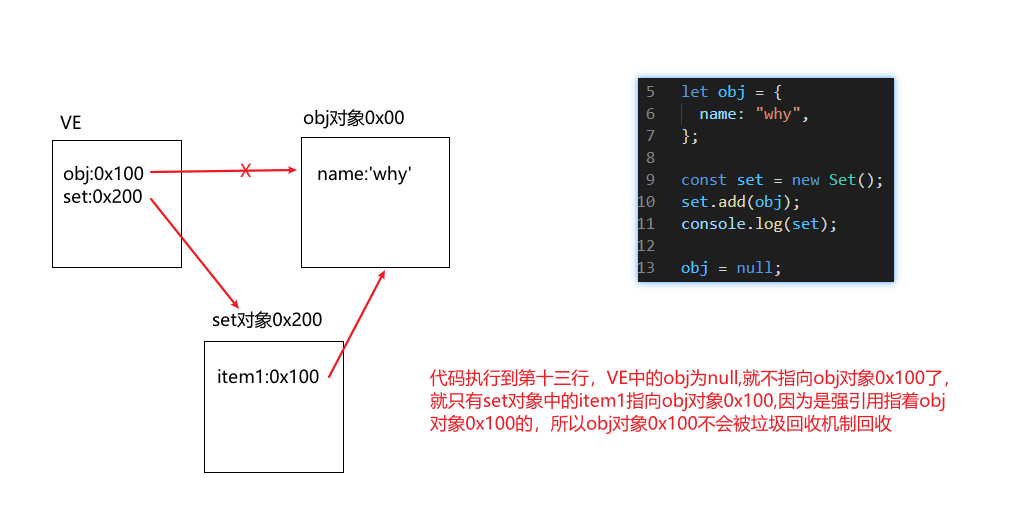 VE
obj:0x100
set:0x200
obj对象0x00
name:'why'
set对象0x200
item1:0x100
5 let obj = {
6 name: "why",
7 };
8
9 const set = new Set();
10 set.add(obj);
11 console.log(set);
12
13 obj = null;
代码执行到第十三行，VE中的obj为null,就不指向obj对象0x100了，
就只有set对象中的item1指向obj对象0x100,因为是强引用指着obj
对象0x100的，所以obj对象0x100不会被垃圾回收机制回收